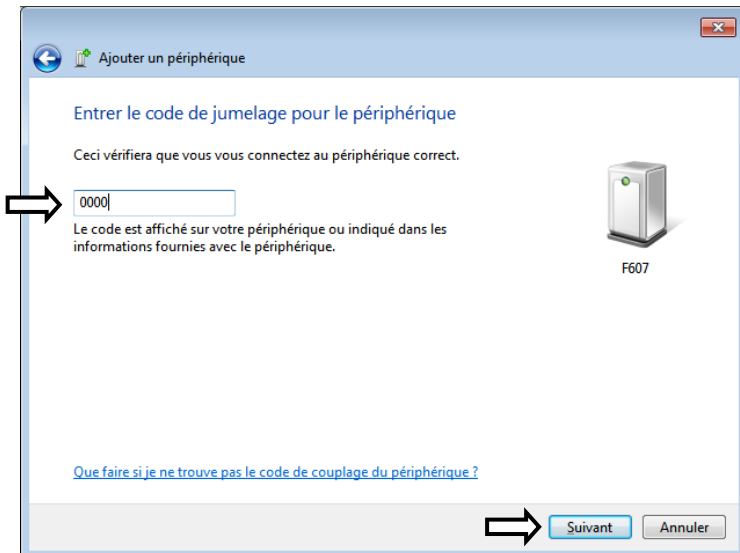 Ajouter un périphérique
Entrer le code de jumelage pour le périphérique
Ceci vérifiera que vous vous connectez au périphérique correct.
0000
Le code est affiché sur votre périphérique ou indiqué dans les
informations fournies avec le périphérique.
F607
Que faire si je ne trouve pas le code de couplage du périphérique ?
Suivant
Annuler